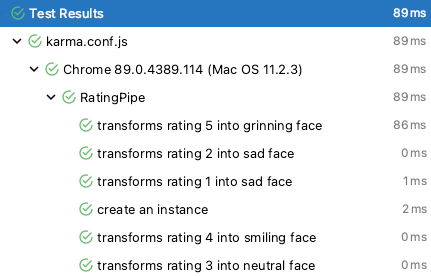 Test Results 89 ms
karma.conf.js 89 ms
Chrome 89.0.4389.114 (Mac OS 11.2.3) 89 ms
RatingPipe 89 ms
transforms rating 5 into grinning face 86 ms
transforms rating 2 into sad face 0 ms
transforms rating 1 into sad face 1 ms
create an instance 2 ms
transforms rating 4 into smiling face 0 ms
transforms rating 3 into neutral face 0 ms